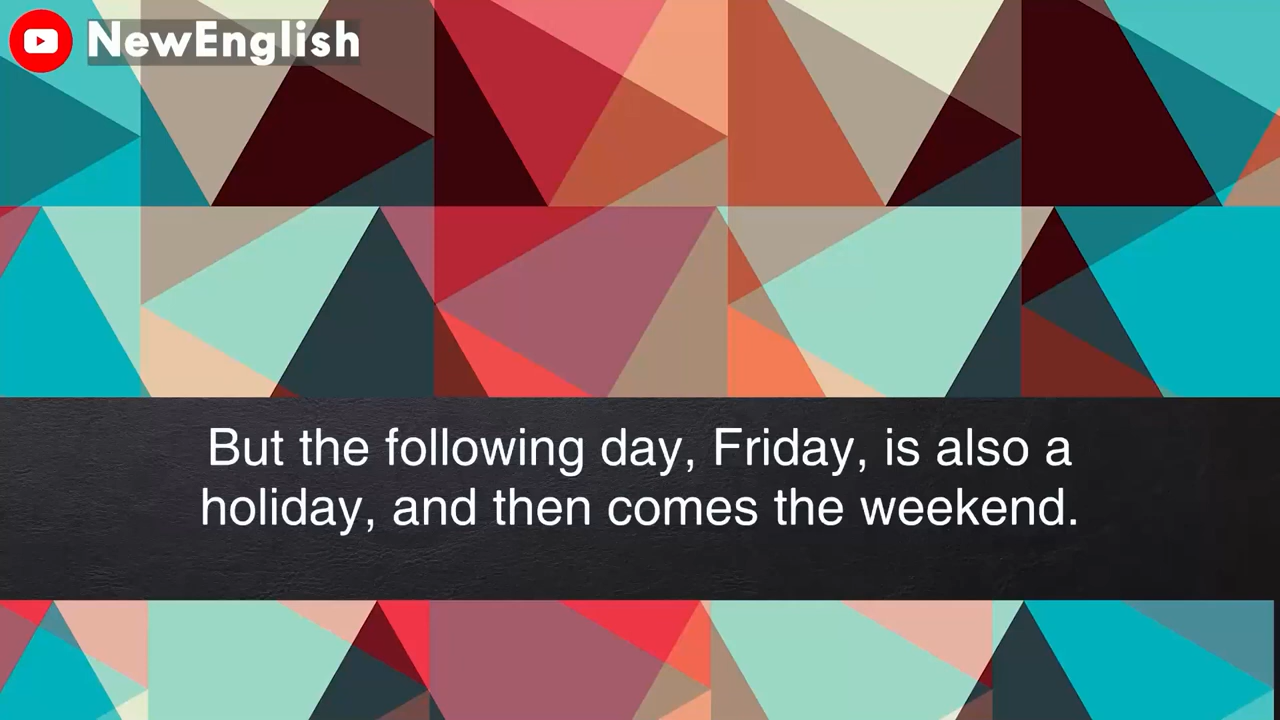 NewEnglish
But the following day, Friday, is also a
holiday, and then comes the weekend.